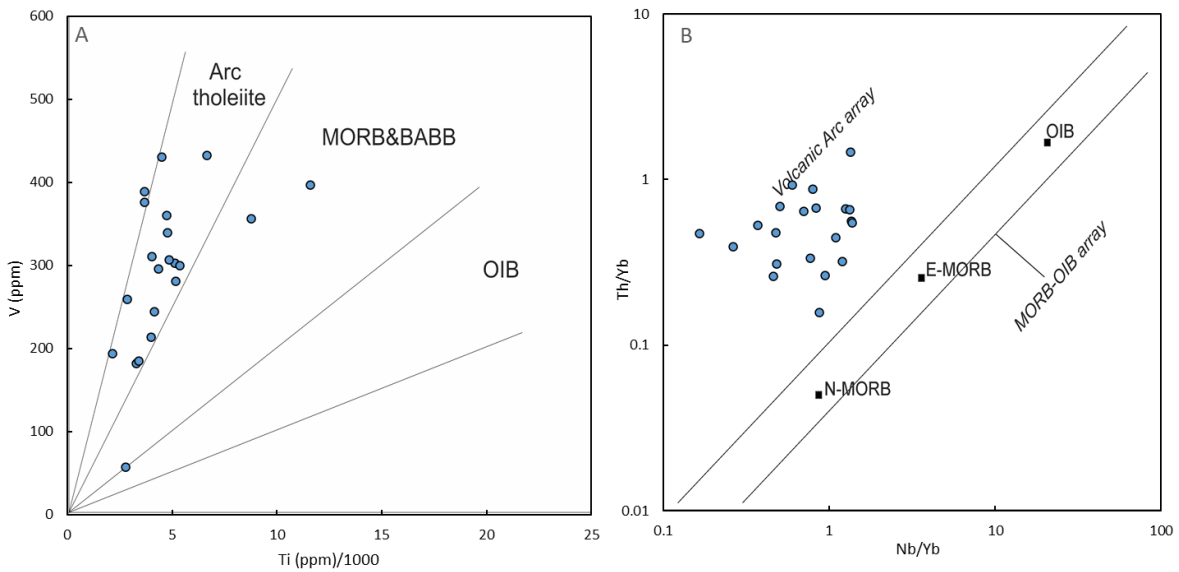 A
600
500
400
300
200
100
0
V (ppm)
Arc
tholeiite
MORB&BABB
OIB
0
5
10
15
20
25
Ti (ppm)/1000
B
10
1
0.1
0.01
Th/Yb
Volcanic Arc array
OIB
E-MORB
MORB-OIB array
N-MORB
0.1
1
10
100
Nb/Yb